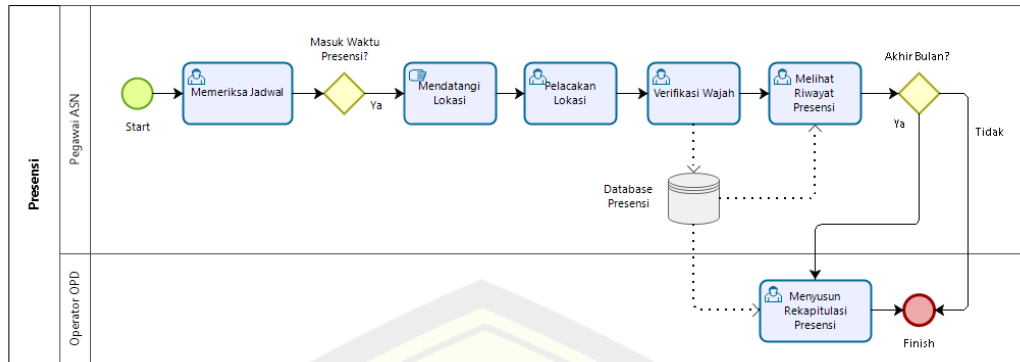 Presensi
Pegawai ASN
Masuk Waktu
Presensi?
Akhir Bulan?
Start
Memeriksa Jadwal
Ya
Mendatangi
Lokasi
Pelacakan
Lokasi
Verifikasi Wajah
Melihat
Riwayat
Presensi
Ya
Tidak
Database
Presensi
Operator OPD
Menyusun
Rekapitulasi
Presensi
Finish